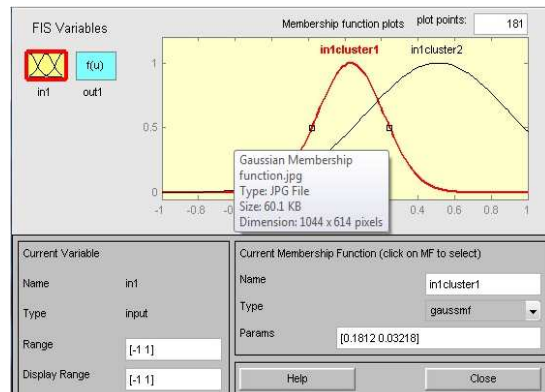 FIS Variables
Membership function plots plot points: 181
f(u)
in1 out1
in1cluster1 in1cluster2
1
0.5
0
-1 -0.8 -0.6 0.4 0.6 0.8 1
Gaussian Membership
function.jpg
Type: JPG File
Size: 60.1 KB
Dimension: 1044 x 614 pixels
Current Variable
Name in1
Type input
Range [-1 1]
Display Range [-1 1]
Current Membership Function (click on MF to select)
Name in1cluster1
Type gaussmf
Params [0.1812 0.03218]
Help Close